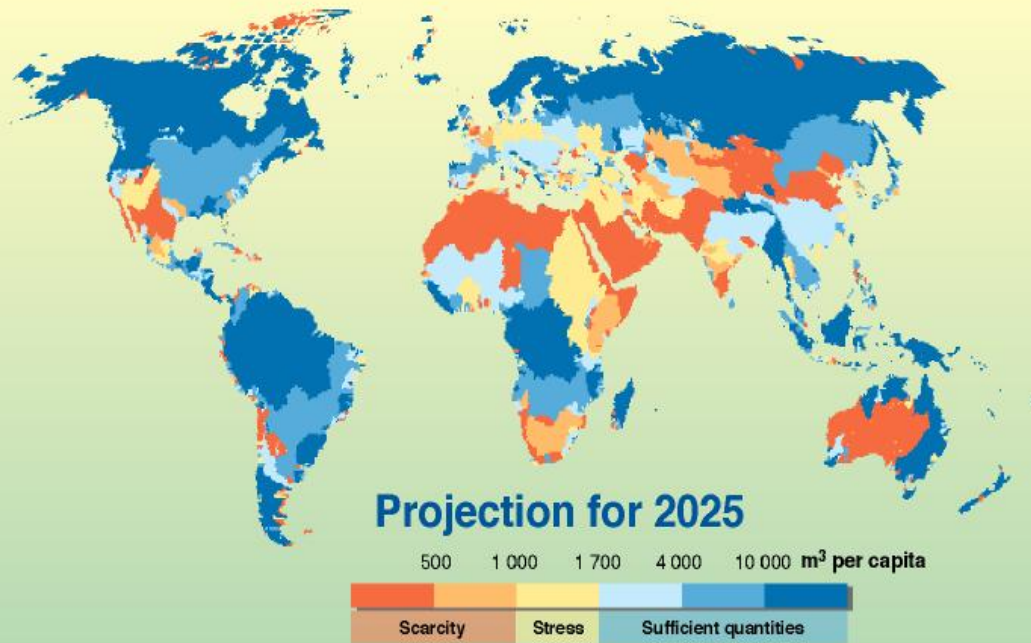 Projection for 2025
500 1 000 1 700 4 000 10 000 m³ per capita
Scarcity Stress Sufficient quantities